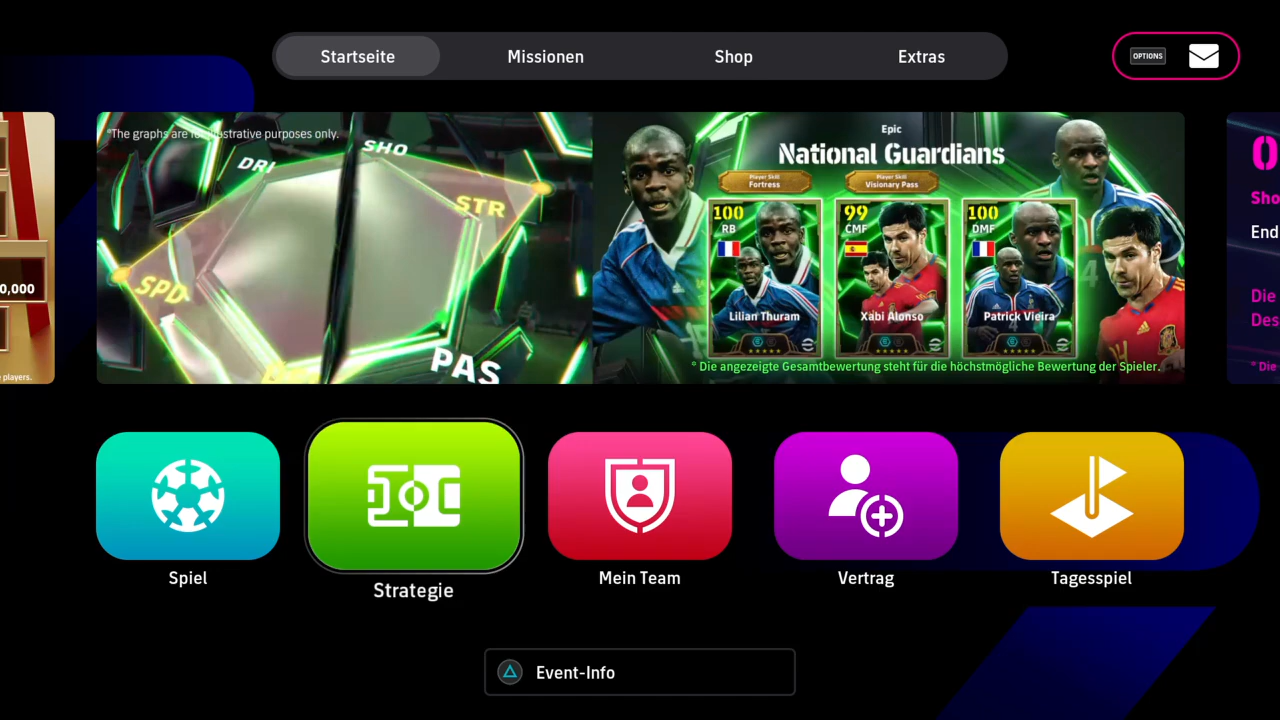 Startseite
Missionen
Shop
Extras
OPTIONS
0,000
players.
*The graphs are for illustrative purposes only.
DRI
SHO
STR
SPD
PAS
Epic
National Guardians
Player Skill
Fortress
Player Skill
Visionary Pass
100
RB
Lilian Thuram
99
CMF
Xabi Alonso
100
DMF
Patrick Vieira
* Die angezeigte Gesamtbewertung steht für die höchstmögliche Bewertung der Spieler.
Sho
End
Die
Des
* Die
Spiel
Strategie
Mein Team
Vertrag
Tagesspiel
Event-Info